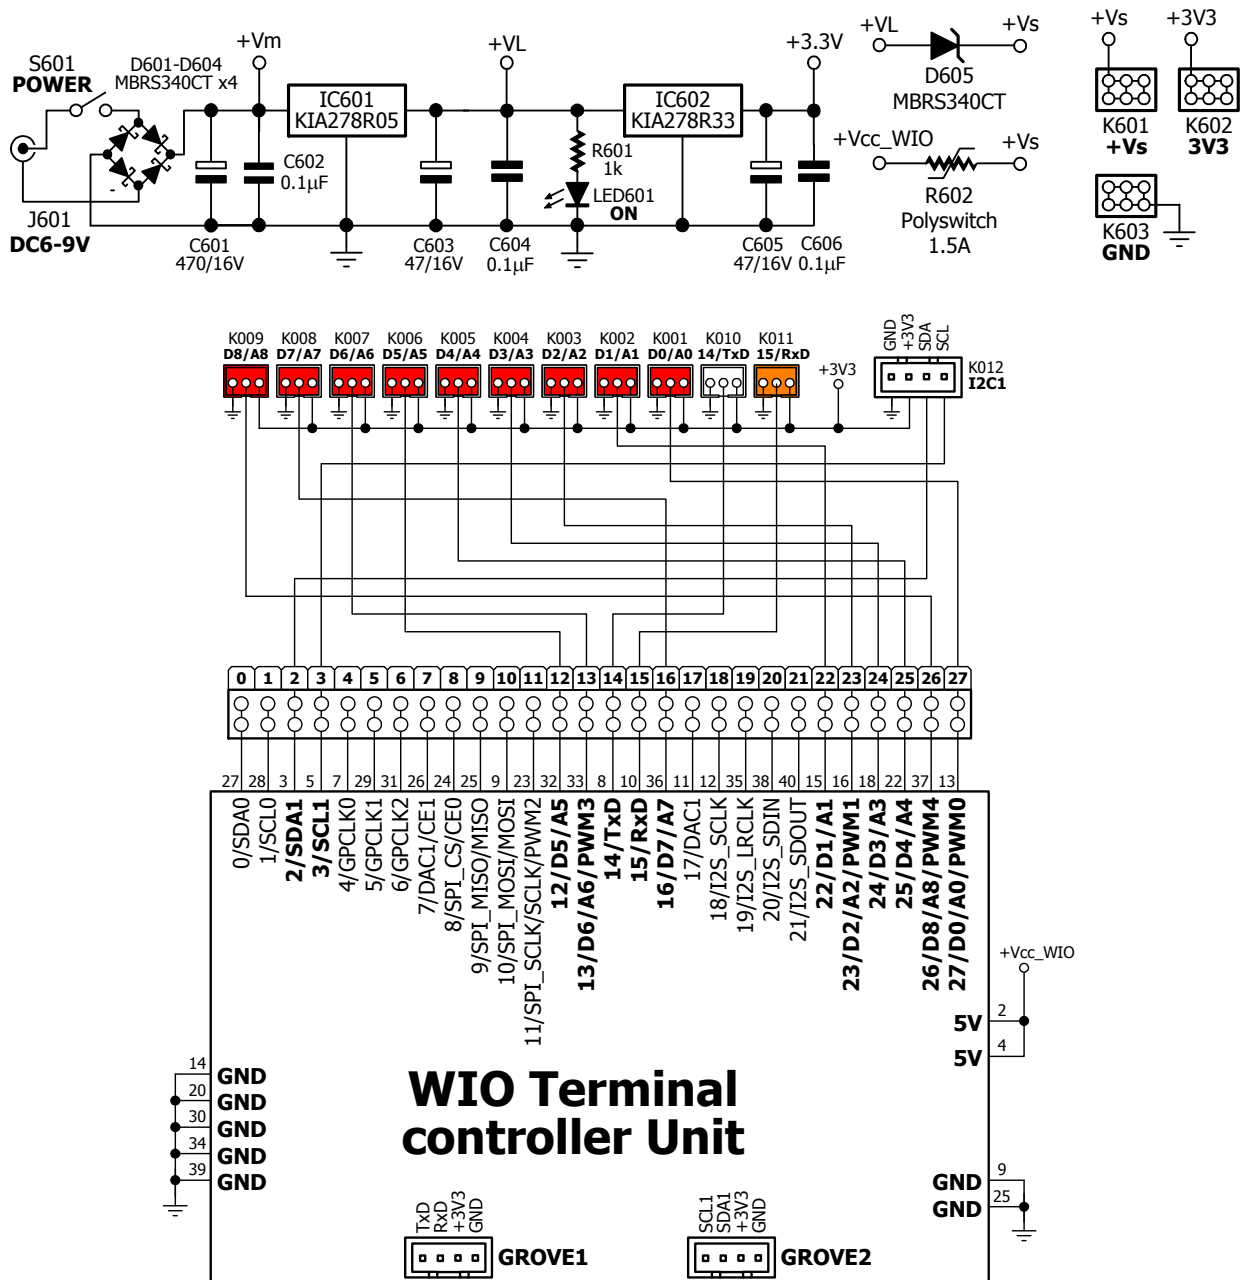 S601
POWER
D601-D604
MBRS340CT x4
+Vm
+VL
+3.3V
IC601
KIA278R05
IC602
KIA278R33
C602
0.1µF
R601
1k
LED601
ON
J601
DC6-9V
C601
470/16V
C603
47/16V
C604
0.1µF
C605
47/16V
C606
0.1µF
+VL
+Vs
D605
MBRS340CT
+Vcc_WIO
+Vs
R602
Polyswitch
1.5A
+Vs
+3V3
K601
+Vs
K602
3V3
K603
GND
K009
D8/A8
K008
D7/A7
K007
D6/A6
K006
D5/A5
K005
D4/A4
K004
D3/A3
K003
D2/A2
K002
D1/A1
K001
D0/A0
K010
14/TxD
K011
15/RxD
+3V3
GND
+3V3
SDA
SCL
K012
I2C1
0 1 2 3 4 5 6 7 8 9 10 11 12 13 14 15 16 17 18 19 20 21 22 23 24 25 26 27
27 28 3 5 7 29 31 26 24 25 9 23 32 33 8 10 36 11 12 35 38 40 15 16 18 22 37 13
0/SDA0
1/SCL0
2/SDA1
3/SCL1
4/GPCLK0
5/GPCLK1
6/GPCLK2
7/DAC1/CE1
8/SPI_CS/CE0
9/SPI_MISO/MISO
10/SPI_MOSI/MOSI
11/SPI_SCLK/SCLK/PWM2
12/D5/A5
13/D6/A6/PWM3
14/TxD
15/RxD
16/D7/A7
17/DAC1
18/I2S_SCLK
19/I2S_LRCLK
20/I2S_SDIN
21/I2S_SDOUT
22/D1/A1
23/D2/A2/PWM1
24/D3/A3
25/D4/A4
26/D8/A8/PWM4
27/D0/A0/PWM0
+Vcc_WIO
5V 2
5V 4
14 GND
20 GND
30 GND
34 GND
39 GND
WIO Terminal
controller Unit
GND 9
GND 25
TxD
RxD
+3V3
GND
GROVE1
SCL1
SDA1
+3V3
GND
GROVE2